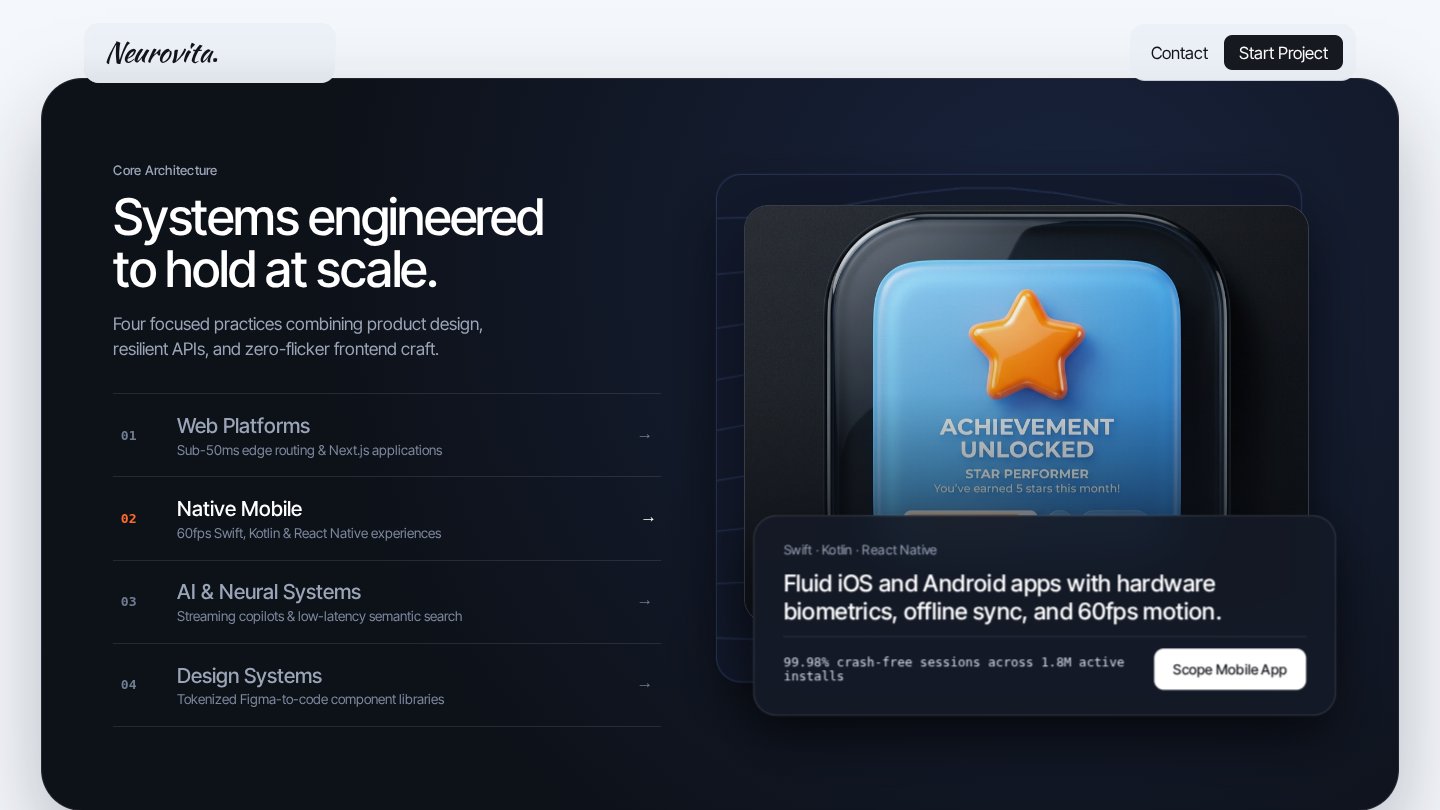 Neurovita.
Contact
Start Project
Core Architecture
Systems engineered
to hold at scale.
Four focused practices combining product design,
resilient APIs, and zero-flicker frontend craft.
01
Web Platforms
→
Sub-50ms edge routing & Next.js applications
02
Native Mobile
→
60fps Swift, Kotlin & React Native experiences
03
AI & Neural Systems
→
Streaming copilots & low-latency semantic search
04
Design Systems
→
Tokenized Figma-to-code component libraries
ACHIEVEMENT
UNLOCKED
STAR PERFORMER
You've earned 5 stars this month!
Swift · Kotlin · React Native
Fluid iOS and Android apps with hardware
biometrics, offline sync, and 60fps motion.
99.98% crash-free sessions across 1.8M active
installs
Scope Mobile App